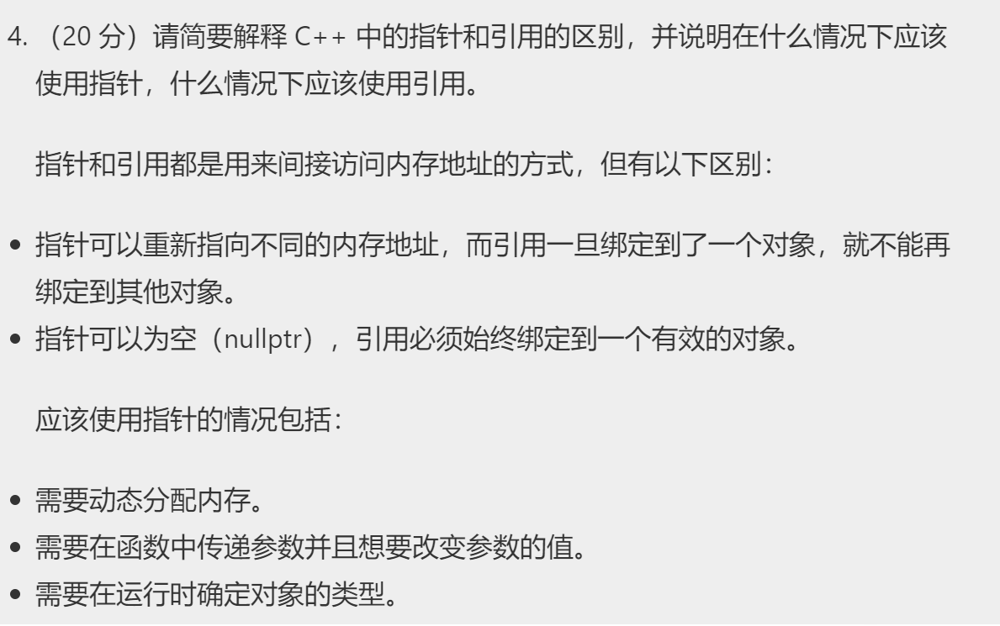 4. （20 分）请简要解释 C++ 中的指针和引用的区别，并说明在什么情况下应该
使用指针，什么情况下应该使用引用。
指针和引用都是用来间接访问内存地址的方式，但有以下区别：
• 指针可以重新指向不同的内存地址，而引用一旦绑定到了一个对象，就不能再
绑定到其他对象。
• 指针可以为空（nullptr），引用必须始终绑定到一个有效的对象。
应该使用指针的情况包括：
• 需要动态分配内存。
• 需要在函数中传递参数并且想要改变参数的值。
• 需要在运行时确定对象的类型。